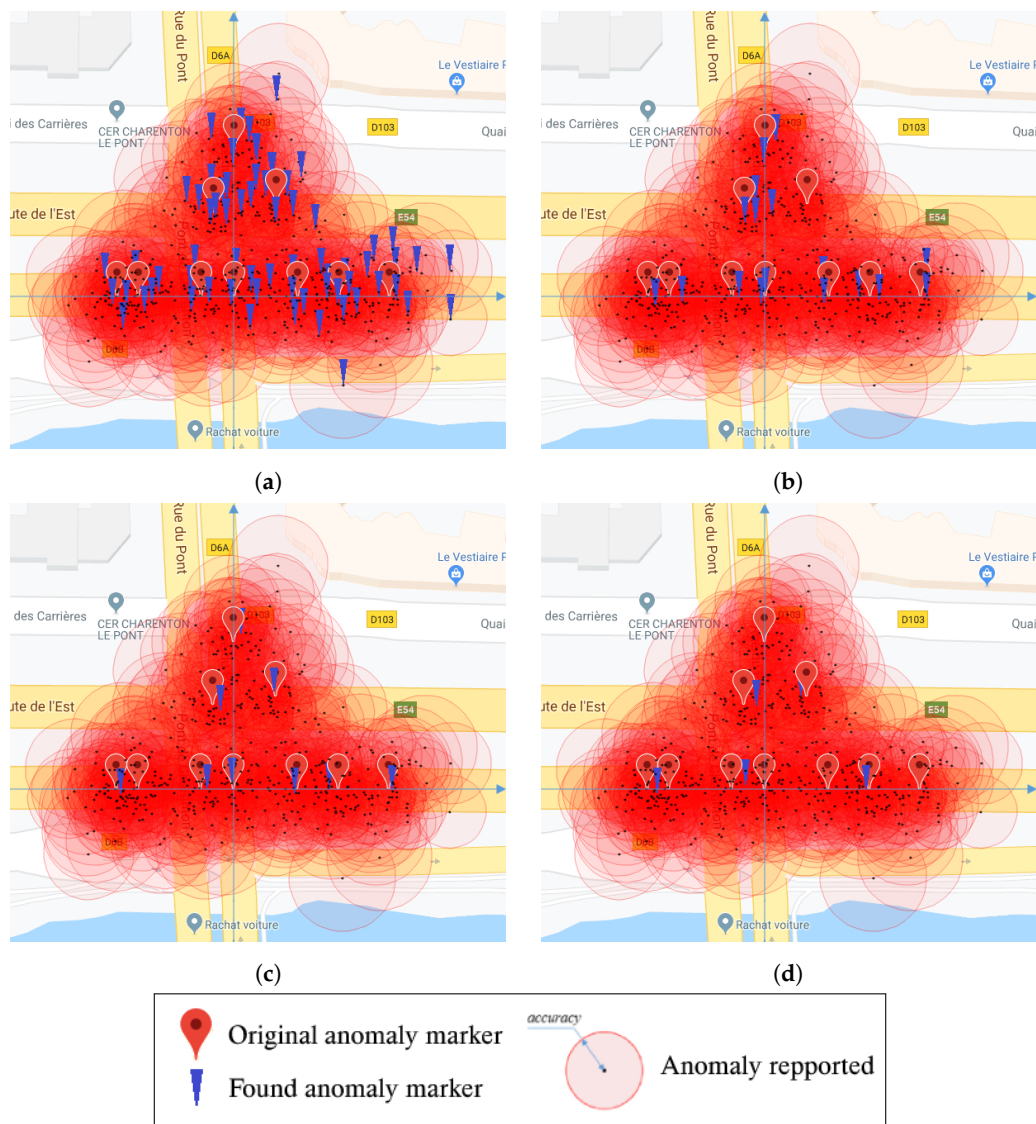 Rue du Pont
D6A
Le Vestiaire F
i des Carrières
CER CHARENTON
LE PONT
D103
D103
Quai
ute de l'Est
E54
Rachat voiture
(a)
Rue du Pont
D6A
Le Vestiaire F
i des Carrières
CER CHARENTON
LE PONT
D103
D103
Quai
ute de l'Est
E54
Rachat voiture
(b)
Rue du Pont
D6A
Le Vestiaire F
des Carrières
CER CHARENTON
LE PONT
D103
D103
Quai
ute de l'Est
E54
Rachat voiture
(c)
Rue du Pont
D6A
Le Vestiaire F
des Carrières
CER CHARENTON
LE PONT
D103
D103
Quai
ute de l'Est
E54
Rachat voiture
(d)
Original anomaly marker
Found anomaly marker
accuracy
Anomaly repported